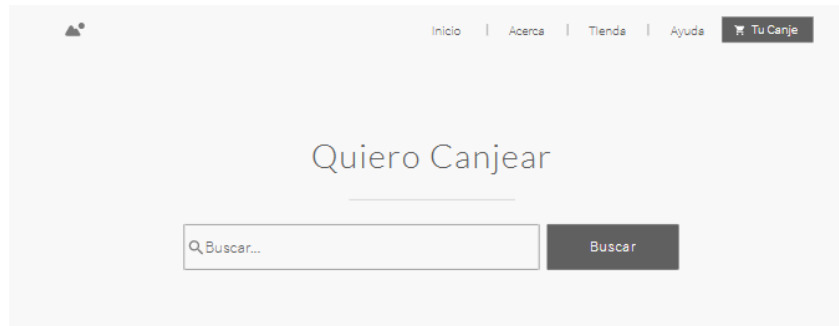 Inicio | Acerca | Tienda | Ayuda Tu Canje
Quiero Canjear
Buscar... Buscar